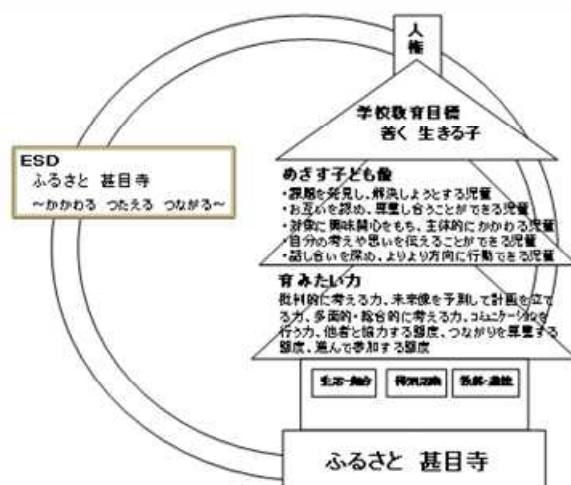 人
権
学校教育目標
善く 生きる子
ESD
ふるさと 甚目寺
～かかわる つたえる つながる～
めざす子ども像
・課題を発見し、解決しようとする児童
・お互いを認め、尊重し合うことができる児童
・対象に興味関心をもち、主体的にかかわる児童
・自分の考えや思いを伝えることができる児童
・話し合いを深め、よりよい方向に行動できる児童
育みたい力
批判的に考える力、未来像を予測して計画を立て
る力、多面的・総合的に考える力、コミュニケーションを
行う力、他者と協力する態度、つながりを尊重する
態度、進んで参加する態度
生活・総合
特別活動
教科・道徳
ふるさと 甚目寺